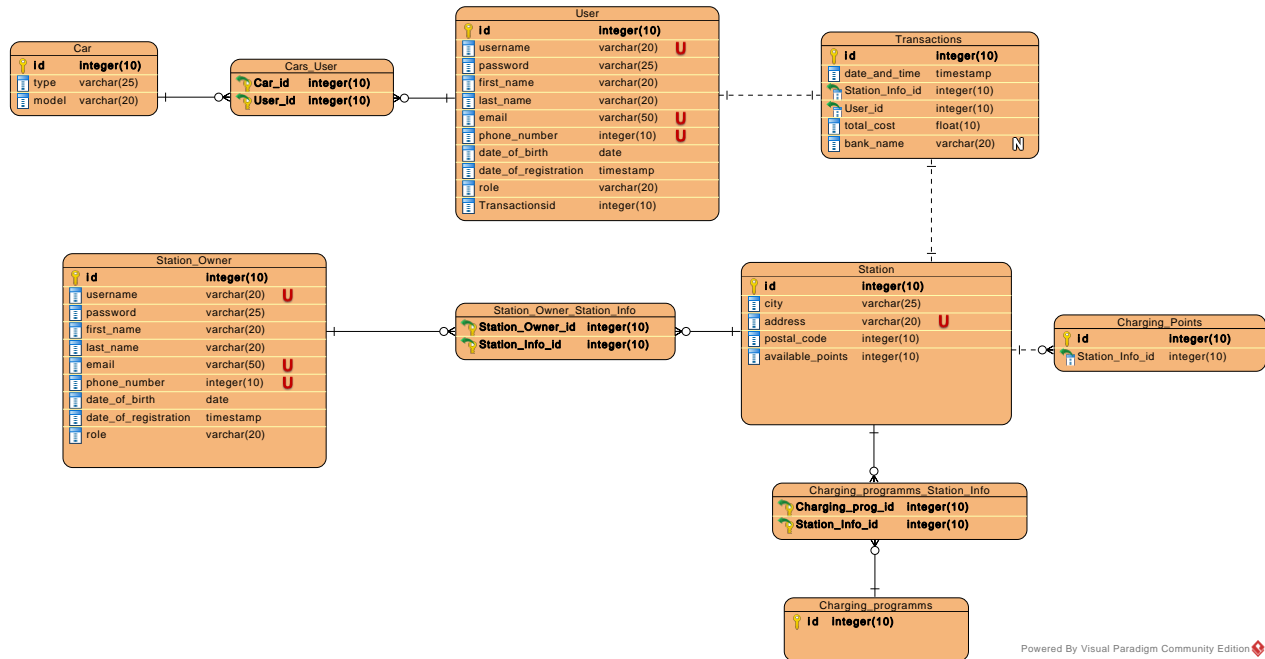 Car
id integer(10)
type varchar(25)
model varchar(20)
Cars_User
Car_id integer(10)
User_id integer(10)
User
id integer(10)
username varchar(20) U
password varchar(25)
first_name varchar(20)
last_name varchar(20)
email varchar(50) U
phone_number integer(10) U
date_of_birth date
date_of_registration timestamp
role varchar(20)
Transactionsid integer(10)
Transactions
id integer(10)
date_and_time timestamp
Station_Info_id integer(10)
User_id integer(10)
total_cost float(10)
bank_name varchar(20) N
Station_Owner
id integer(10)
username varchar(20) U
password varchar(25)
first_name varchar(20)
last_name varchar(20)
email varchar(50) U
phone_number integer(10) U
date_of_birth date
date_of_registration timestamp
role varchar(20)
Station_Owner_Station_Info
Station_Owner_id integer(10)
Station_Info_id integer(10)
Station
id integer(10)
city varchar(25)
address varchar(20) U
postal_code integer(10)
available_points integer(10)
Charging_Points
id integer(10)
Station_Info_id integer(10)
Charging_programms_Station_Info
Charging_prog_id integer(10)
Station_Info_id integer(10)
Charging_programms
id integer(10)
Powered By Visual Paradigm Community Edition